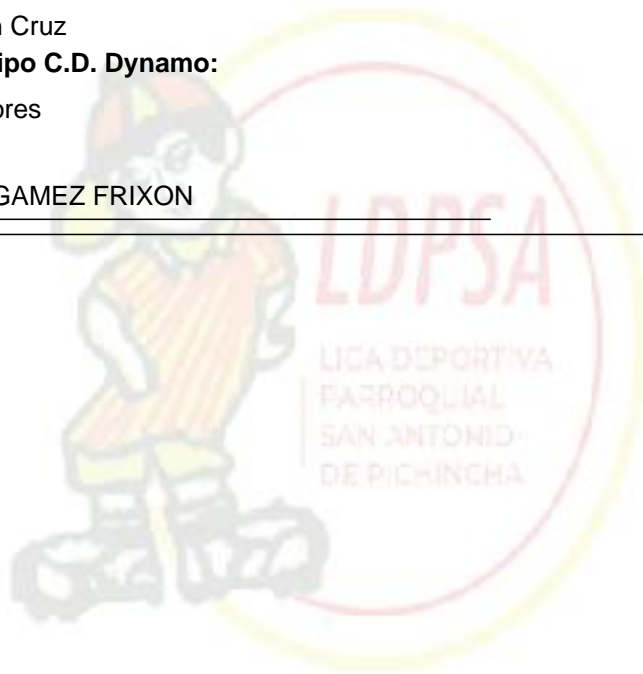 n Cruz
ipo C.D. Dynamo:
ores
GAMEZ FRIXON
LDPSA
LIGA DEPORTIVA
PARROQUIAL
SAN ANTONIO
DE PICHINCHA